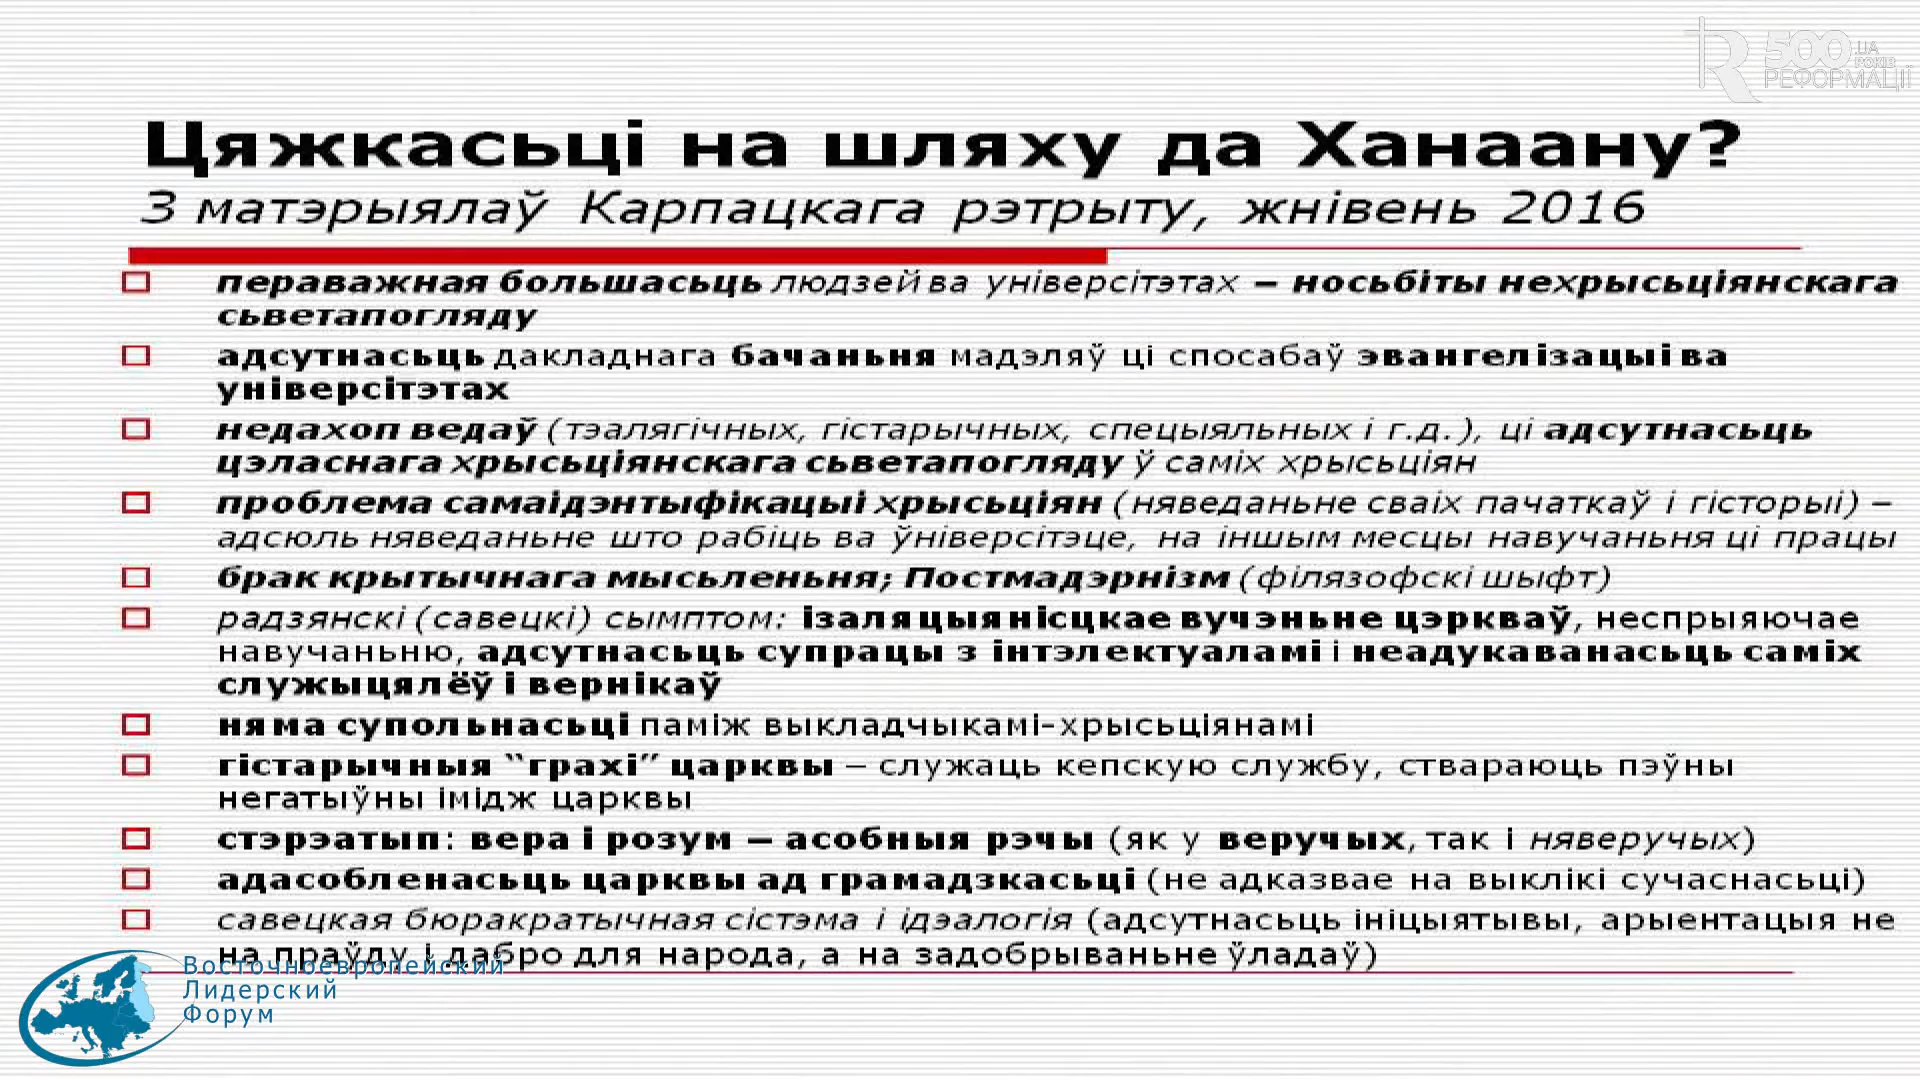 500 .UA
РОКІВ
РЕФОРМАЦІЇ
Цяжкасьці на шляху да Ханаану?
З матэрыялаў Карпацкага рэтрыту, жнівень 2016
пераважная большасьць людзей ва універсітэтах – носьбіты нехрысьціянскага
сьветапогляду
адсутнасьць дакладнага бачаньня мадэляў ці спосабаў эвангелізацыі ва
універсітэтах
недахоп ведаў (тэалягічных, гістарычных, спецыяльных і г.д.), ці адсутнасьць
цэласнага хрысьціянскага сьветапогляду ў саміх хрысьціян
проблема самаідэнтыфікацыі хрысьціян (няведаньне сваіх пачаткаў і гісторыі) –
адсюль няведаньне што рабіць ва ўніверсітэце, на іншым месцы навучаньня ці працы
брак крытычнага мысьленьня; Постмадэрнізм (філязофскі шыфт)
радзянскі (савецкі) сымптом: ізаляцыянісцкае вучэньне цэркваў, неспрыяючае
навучаньню, адсутнасьць супрацы з інтэлектуаламі і неадукаванасьць саміх
служыцялёў і вернікаў
няма супольнасьці паміж выкладчыкамі-хрысьціянамі
гістарычныя “грахі” царквы – служаць кепскую службу, ствараюць пэўны
негатыўны імідж царквы
стэрэатып: вера і розум – асобныя рэчы (як у веручых, так і няверучых)
адасобленасьць царквы ад грамадзкасьці (не адказвае на выклікі сучаснасьці)
савецкая бюракратычная сістэма і ідэалогія (адсутнасьць ініцыятывы, арыентацыя не
на праўду і дабро для народа, а на задобрываньне ўладаў)
Восточноевропейский
Лидерский
Форум